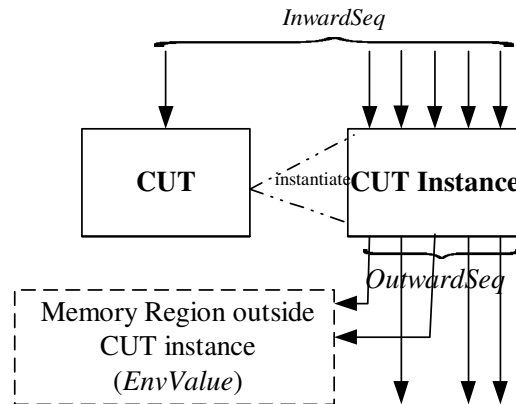 InwardSeq
CUT
instantiate
CUT Instance
OutwardSeq
Memory Region outside
CUT instance
(EnvValue)